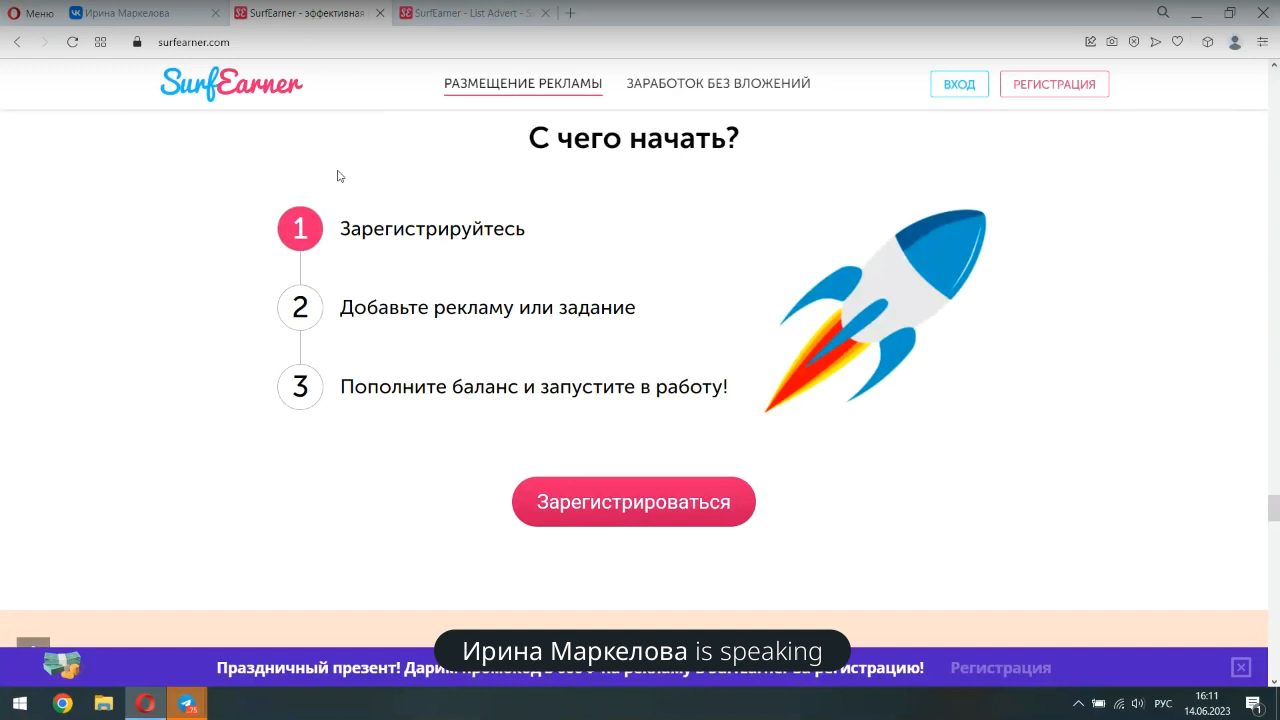 Меню
Ирина Маркелова
SurfEarner - эффективная
SurfEarner - List Advert - S
surfearner.com
SurfEarner
РАЗМЕЩЕНИЕ РЕКЛАМЫ
ЗАРАБОТОК БЕЗ ВЛОЖЕНИЙ
ВХОД
РЕГИСТРАЦИЯ
С чего начать?
1 Зарегистрируйтесь
2 Добавьте рекламу или задание
3 Пополните баланс и запустите в работу!
Зарегистрироваться
Ирина Маркелова is speaking
Праздничный презент! Дарим регистрацию! Регистрация
75
РУС
16:11
14.06.2023
1